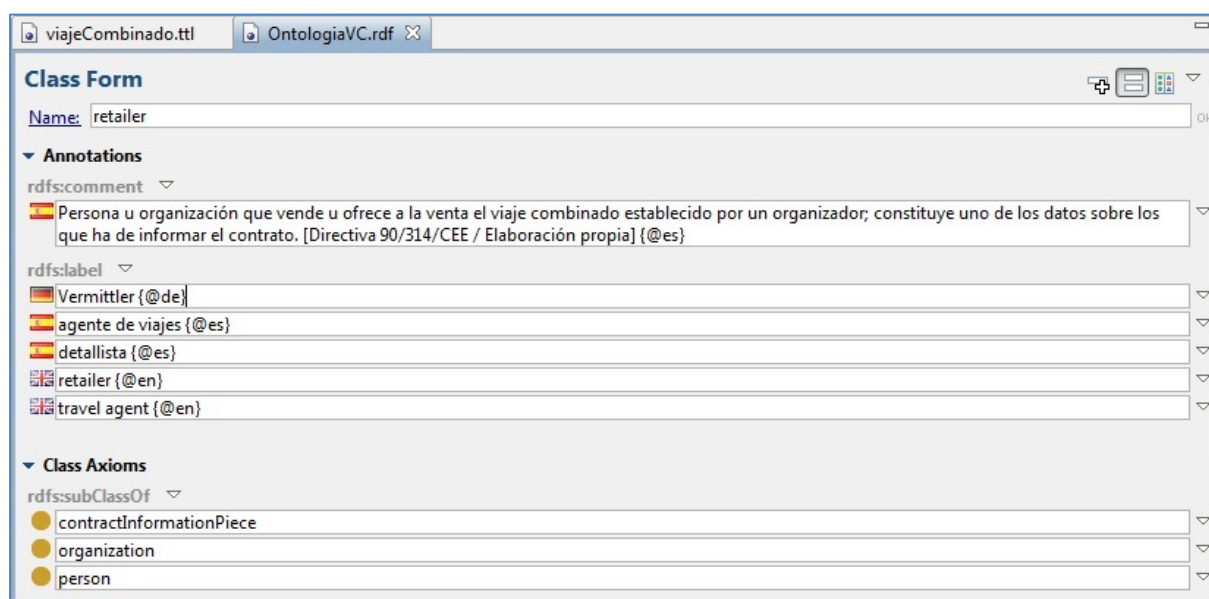 viajeCombinado.ttl OntologiaVC.rdf
Class Form
Name: retailer
Annotations
rdfs:comment
Persona u organización que vende u ofrece a la venta el viaje combinado establecido por un organizador; constituye uno de los datos sobre los
que ha de informar el contrato. [Directiva 90/314/CEE / Elaboración propia] {@es}
rdfs:label
Vermittler {@de}
agente de viajes {@es}
detallista {@es}
retailer {@en}
travel agent {@en}
Class Axioms
rdfs:subClassOf
contractInformationPiece
organization
person